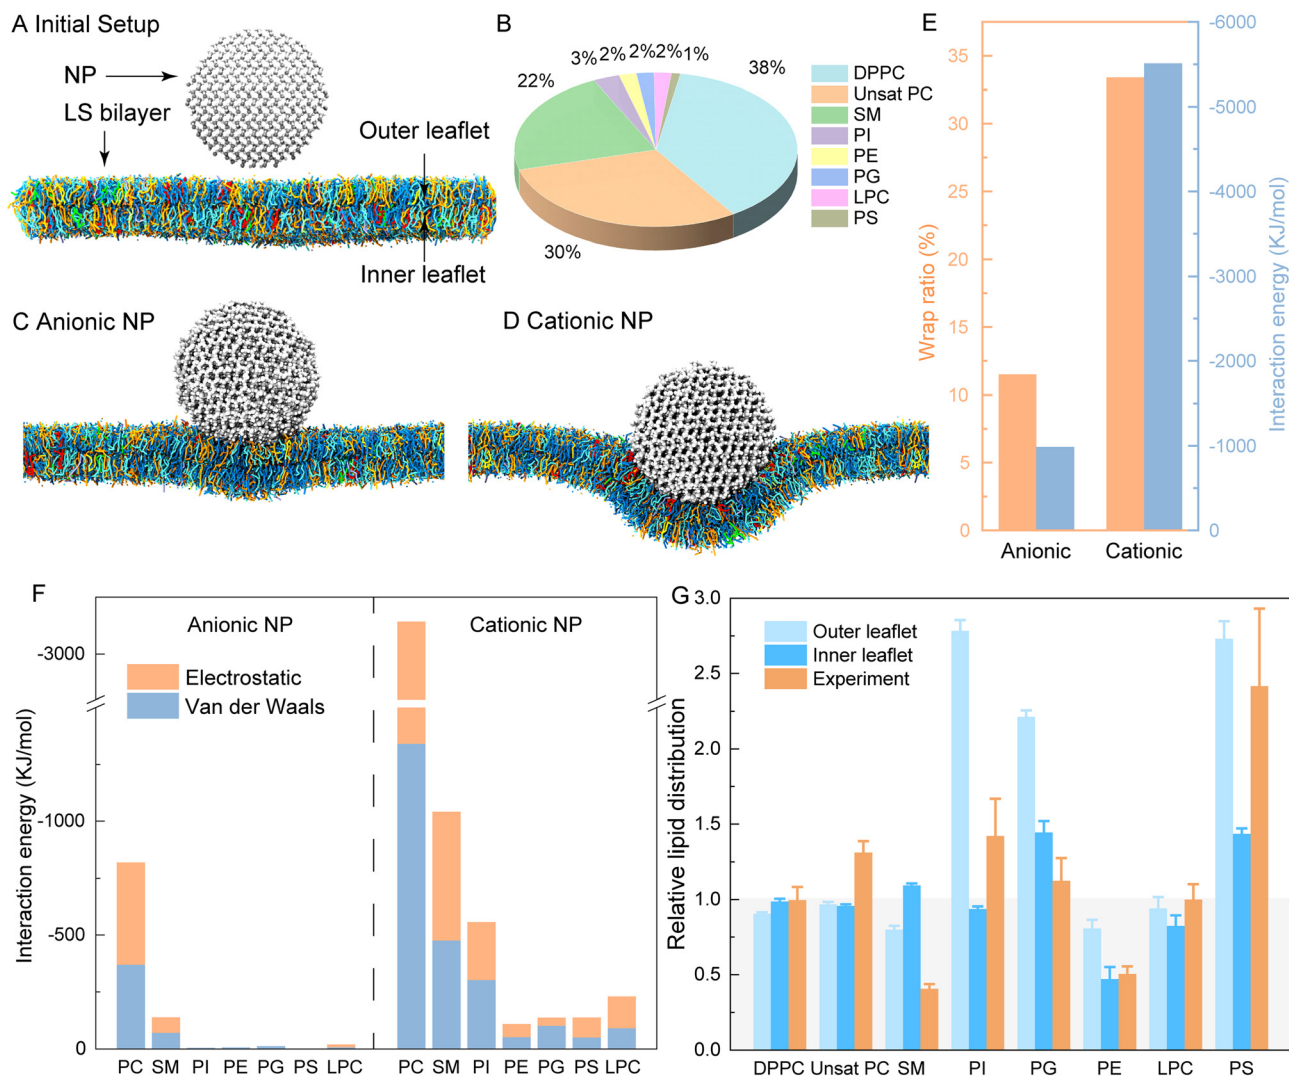 A Initial Setup
NP
LS bilayer
Outer leaflet
Inner leaflet
B
3% 2% 2% 2% 1%
22%
38%
30%
DPPC
Unsat PC
SM
PI
PE
PG
LPC
PS
C Anionic NP
D Cationic NP
E
Wrap ratio (%)
35
30
25
20
15
10
5
0
Interaction energy (KJ/mol)
-6000
-5000
-4000
-3000
-2000
-1000
0
Anionic Cationic
F
Anionic NP Cationic NP
Electrostatic
Van der Waals
Interaction energy (KJ/mol)
-3000
-1000
-500
0
PC SM PI PE PG PS LPC PC SM PI PE PG PS LPC
G
Outer leaflet
Inner leaflet
Experiment
Relative lipid distribution
3.0
2.5
2.0
1.5
1.0
0.5
0.0
DPPC Unsat PC SM PI PG PE LPC PS